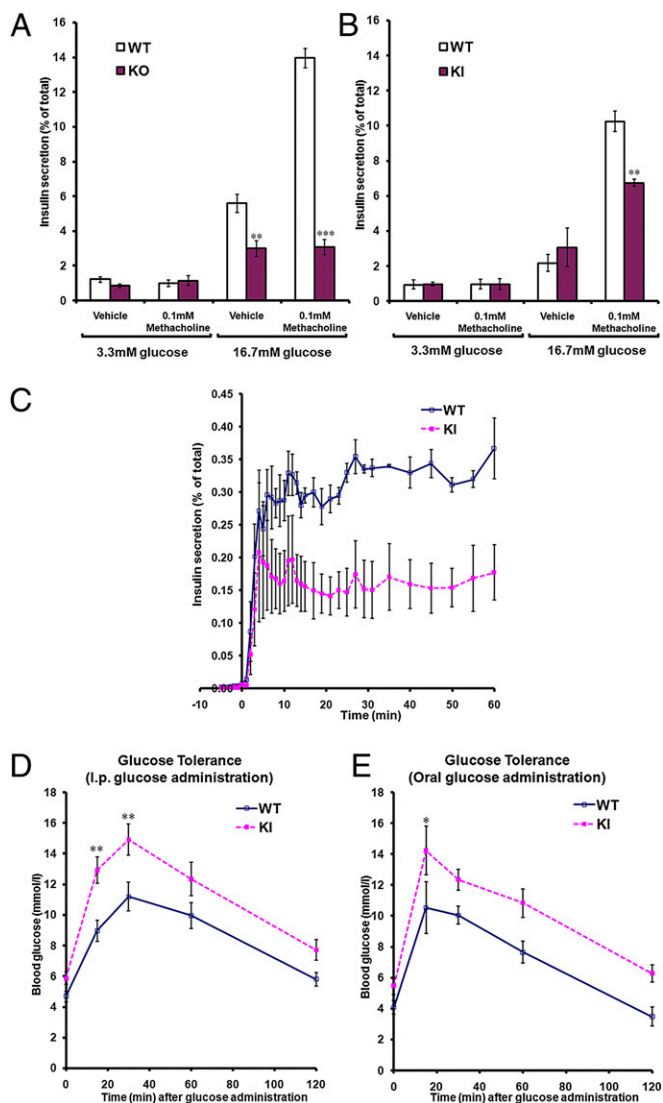 A
WT
KO
Insulin secretion (% of total)
16
14
12
10
8
6
4
2
0
**
***
Vehicle
0.1mM
Methacholine
Vehicle
0.1mM
Methacholine
3.3mM glucose
16.7mM glucose
B
WT
KI
Insulin secretion (% of total)
16
14
12
10
8
6
4
2
0
**
Vehicle
0.1mM
Methacholine
Vehicle
0.1mM
Methacholine
3.3mM glucose
16.7mM glucose
C
WT
KI
Insulin secretion (% of total)
0.45
0.40
0.35
0.30
0.25
0.20
0.15
0.10
0.05
0.00
-10
0
10
20
30
40
50
60
Time (min)
D
Glucose Tolerance
(I.p. glucose administration)
WT
KI
Blood glucose (mmol/l)
18
16
14
12
10
8
6
4
2
0
**
**
0
20
40
60
80
100
120
Time (min) after glucose administration
E
Glucose Tolerance
(Oral glucose administration)
WT
KI
Blood glucose (mmol/l)
18
16
14
12
10
8
6
4
2
0
*
0
20
40
60
80
100
120
Time (min) after glucose administration